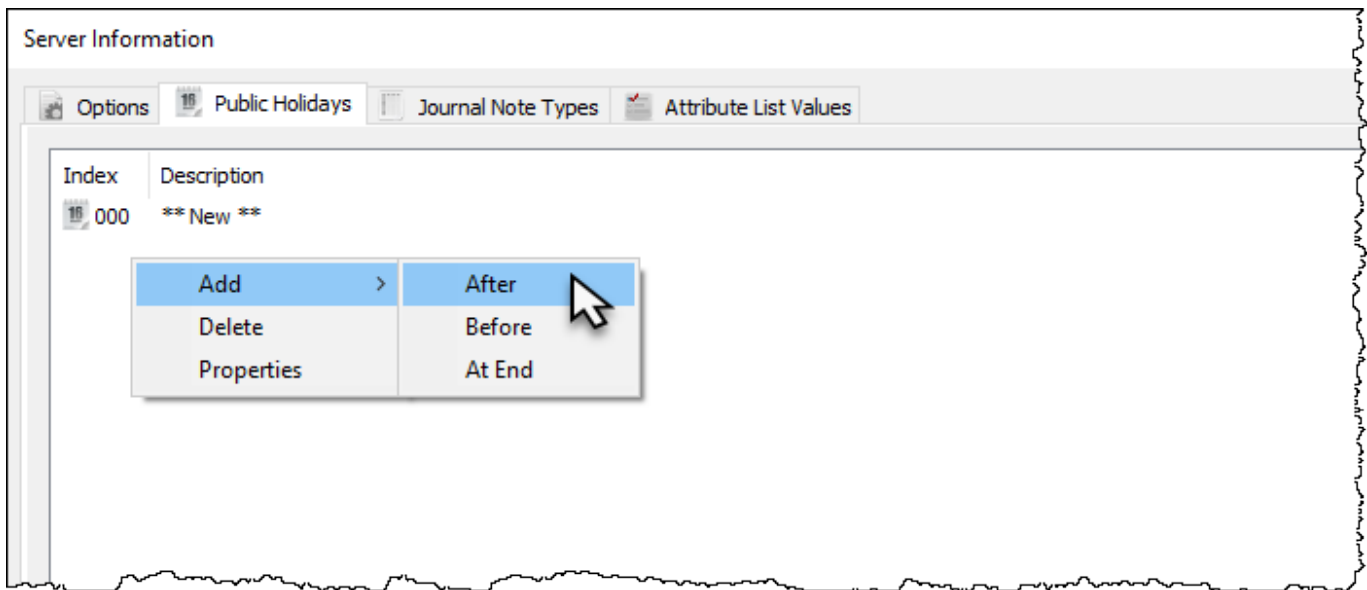 Server Information
Options Public Holidays Journal Note Types Attribute List Values
Index Description
000 ** New **
Add > After
Delete Before
Properties At End